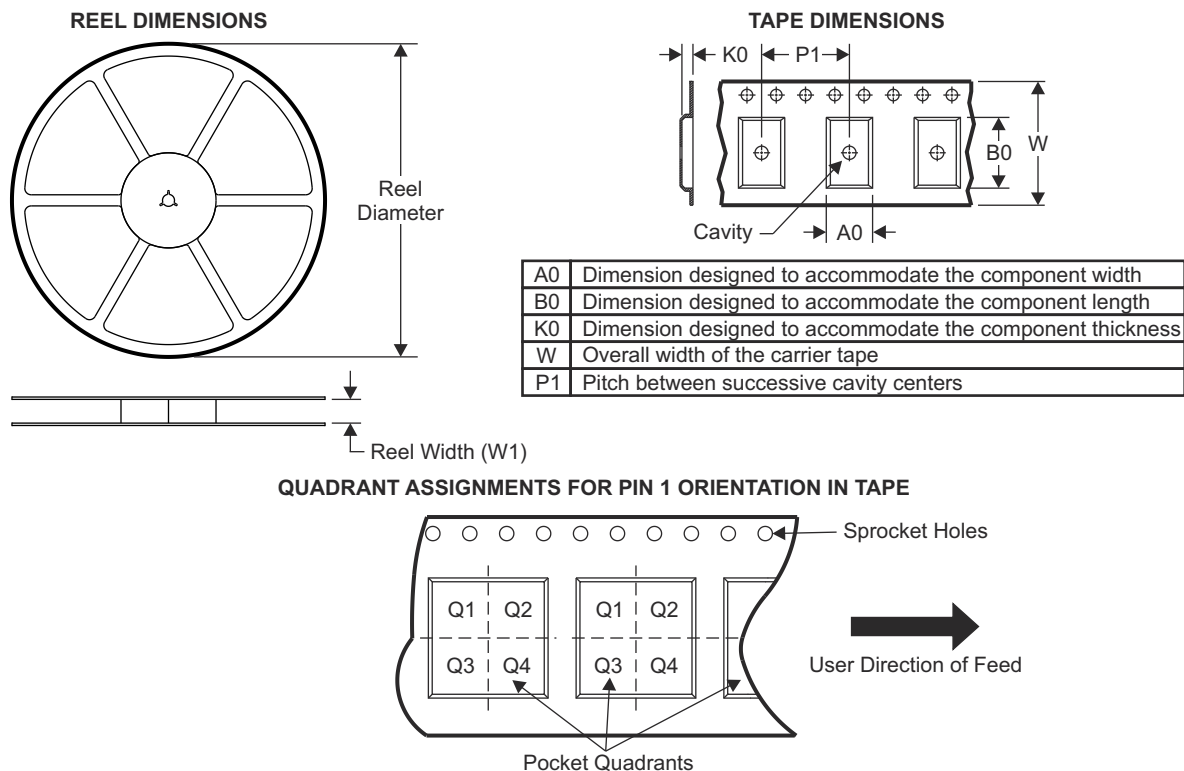 REEL DIMENSIONS
Reel
Diameter
Reel Width (W1)
TAPE DIMENSIONS
K0
P1
B0
W
Cavity
A0
A0 Dimension designed to accommodate the component width
B0 Dimension designed to accommodate the component length
K0 Dimension designed to accommodate the component thickness
W Overall width of the carrier tape
P1 Pitch between successive cavity centers
QUADRANT ASSIGNMENTS FOR PIN 1 ORIENTATION IN TAPE
Sprocket Holes
Q1 Q2 Q1 Q2
Q3 Q4 Q3 Q4
User Direction of Feed
Pocket Quadrants